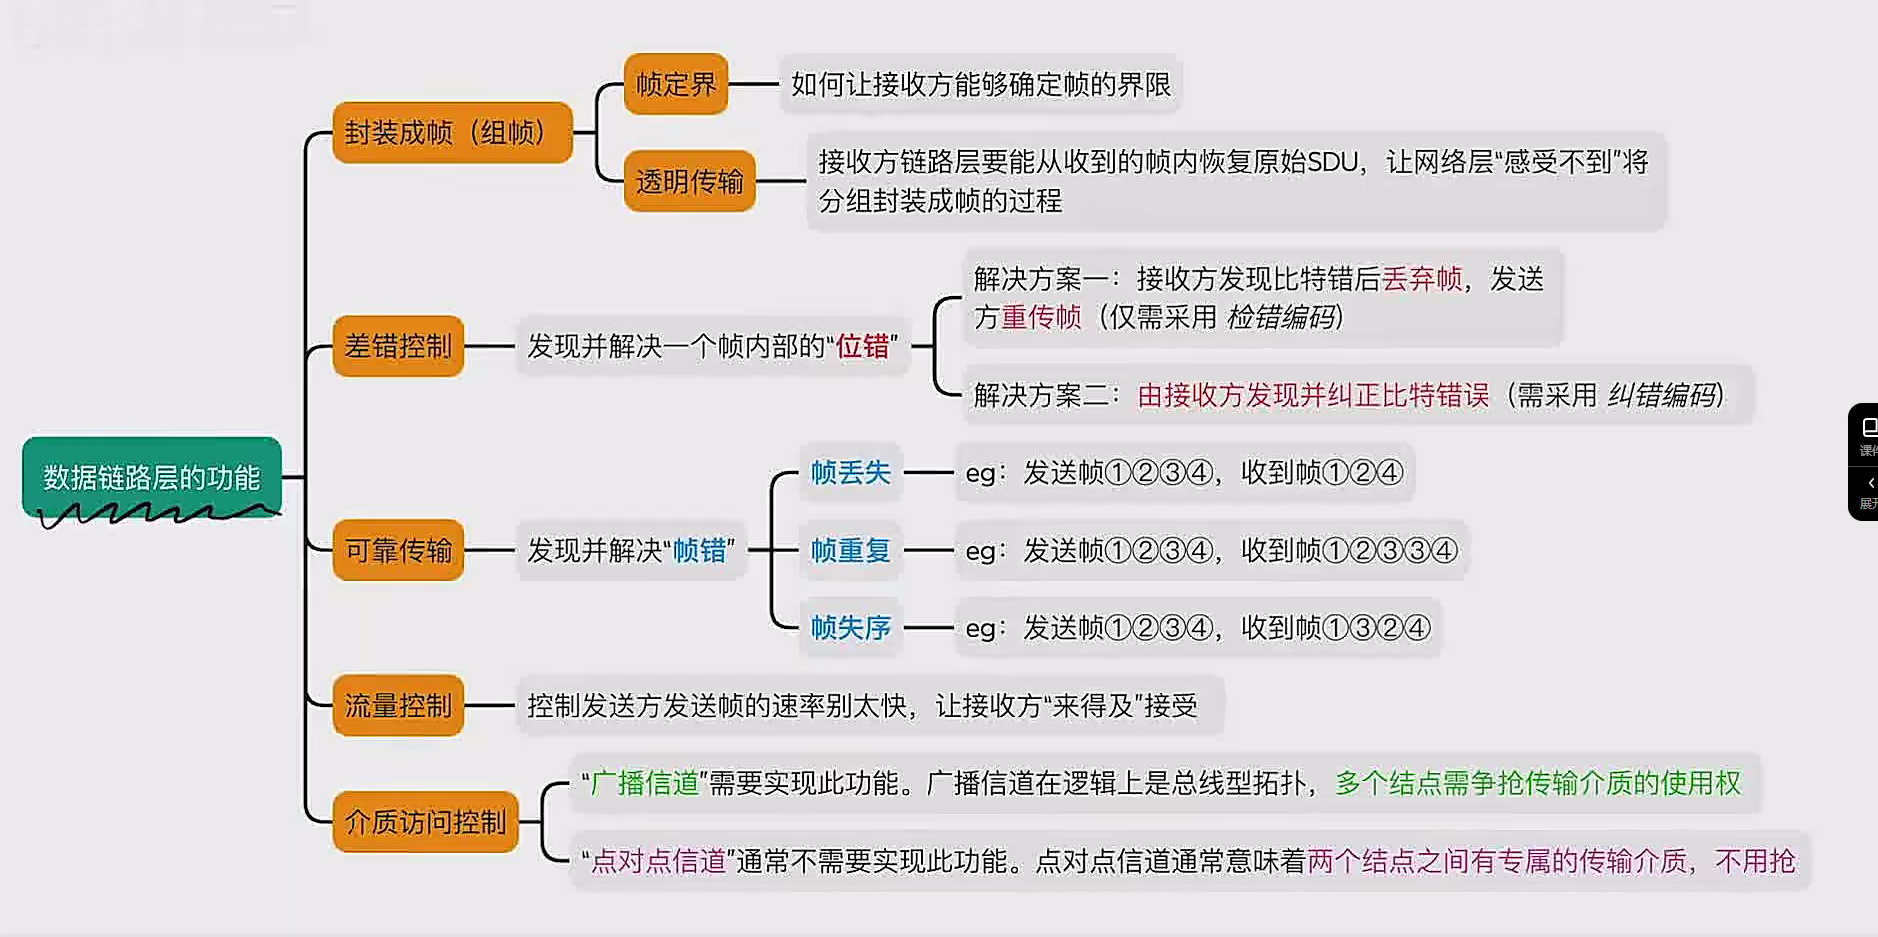 数据链路层的功能
封装成帧（组帧）
帧定界
如何让接收方能够确定帧的界限
透明传输
接收方链路层要能从收到的帧内恢复原始SDU，让网络层“感受不到”将
分组封装成帧的过程
差错控制
发现并解决一个帧内部的“位错”
解决方案一：接收方发现比特错后丢弃帧，发送
方重传帧（仅需采用 检错编码）
解决方案二：由接收方发现并纠正比特错误（需采用 纠错编码）
可靠传输
发现并解决“帧错”
帧丢失
eg：发送帧①②③④，收到帧①②④
帧重复
eg：发送帧①②③④，收到帧①②③③④
帧失序
eg：发送帧①②③④，收到帧①③②④
流量控制
控制发送方发送帧的速率别太快，让接收方“来得及”接受
介质访问控制
“广播信道”需要实现此功能。广播信道在逻辑上是总线型拓扑，多个结点需争抢传输介质的使用权
“点对点信道”通常不需要实现此功能。点对点信道通常意味着两个结点之间有专属的传输介质，不用抢